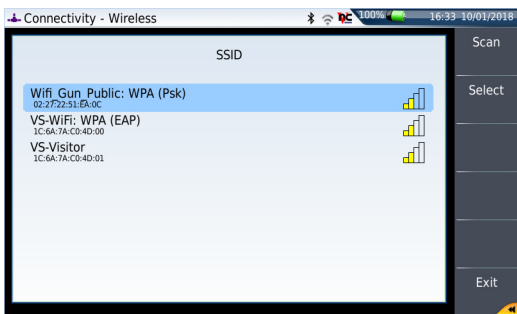 Connectivity - Wireless
100%
16:33 10/01/2018
SSID
Scan
Wifi_Gun_Public: WPA (Psk)
02:27:22:51:EA:0C
Select
VS-WiFi: WPA (EAP)
1C:6A:7A:C0:4D:00
VS-Visitor
1C:6A:7A:C0:4D:01
Exit